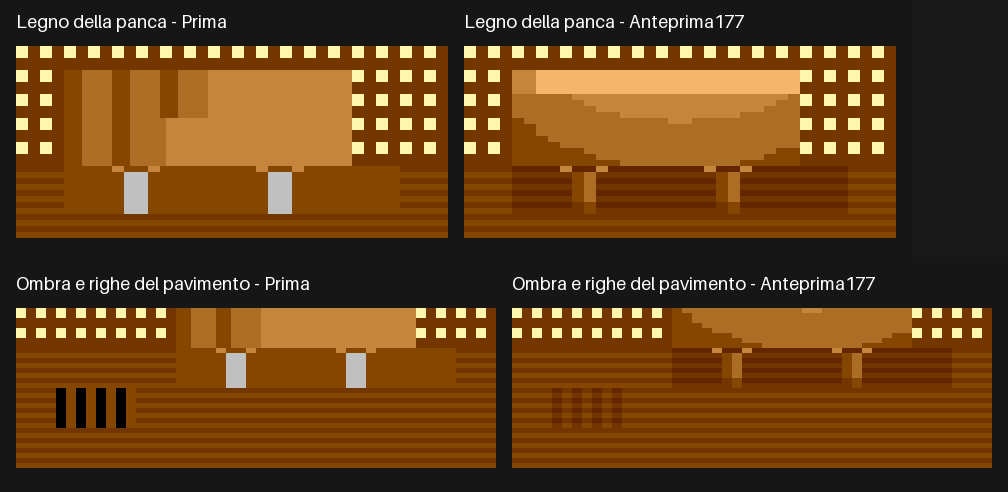 Legno della panca - Prima
Legno della panca - Anteprima177
Ombra e righe del pavimento - Prima
Ombra e righe del pavimento - Anteprima177